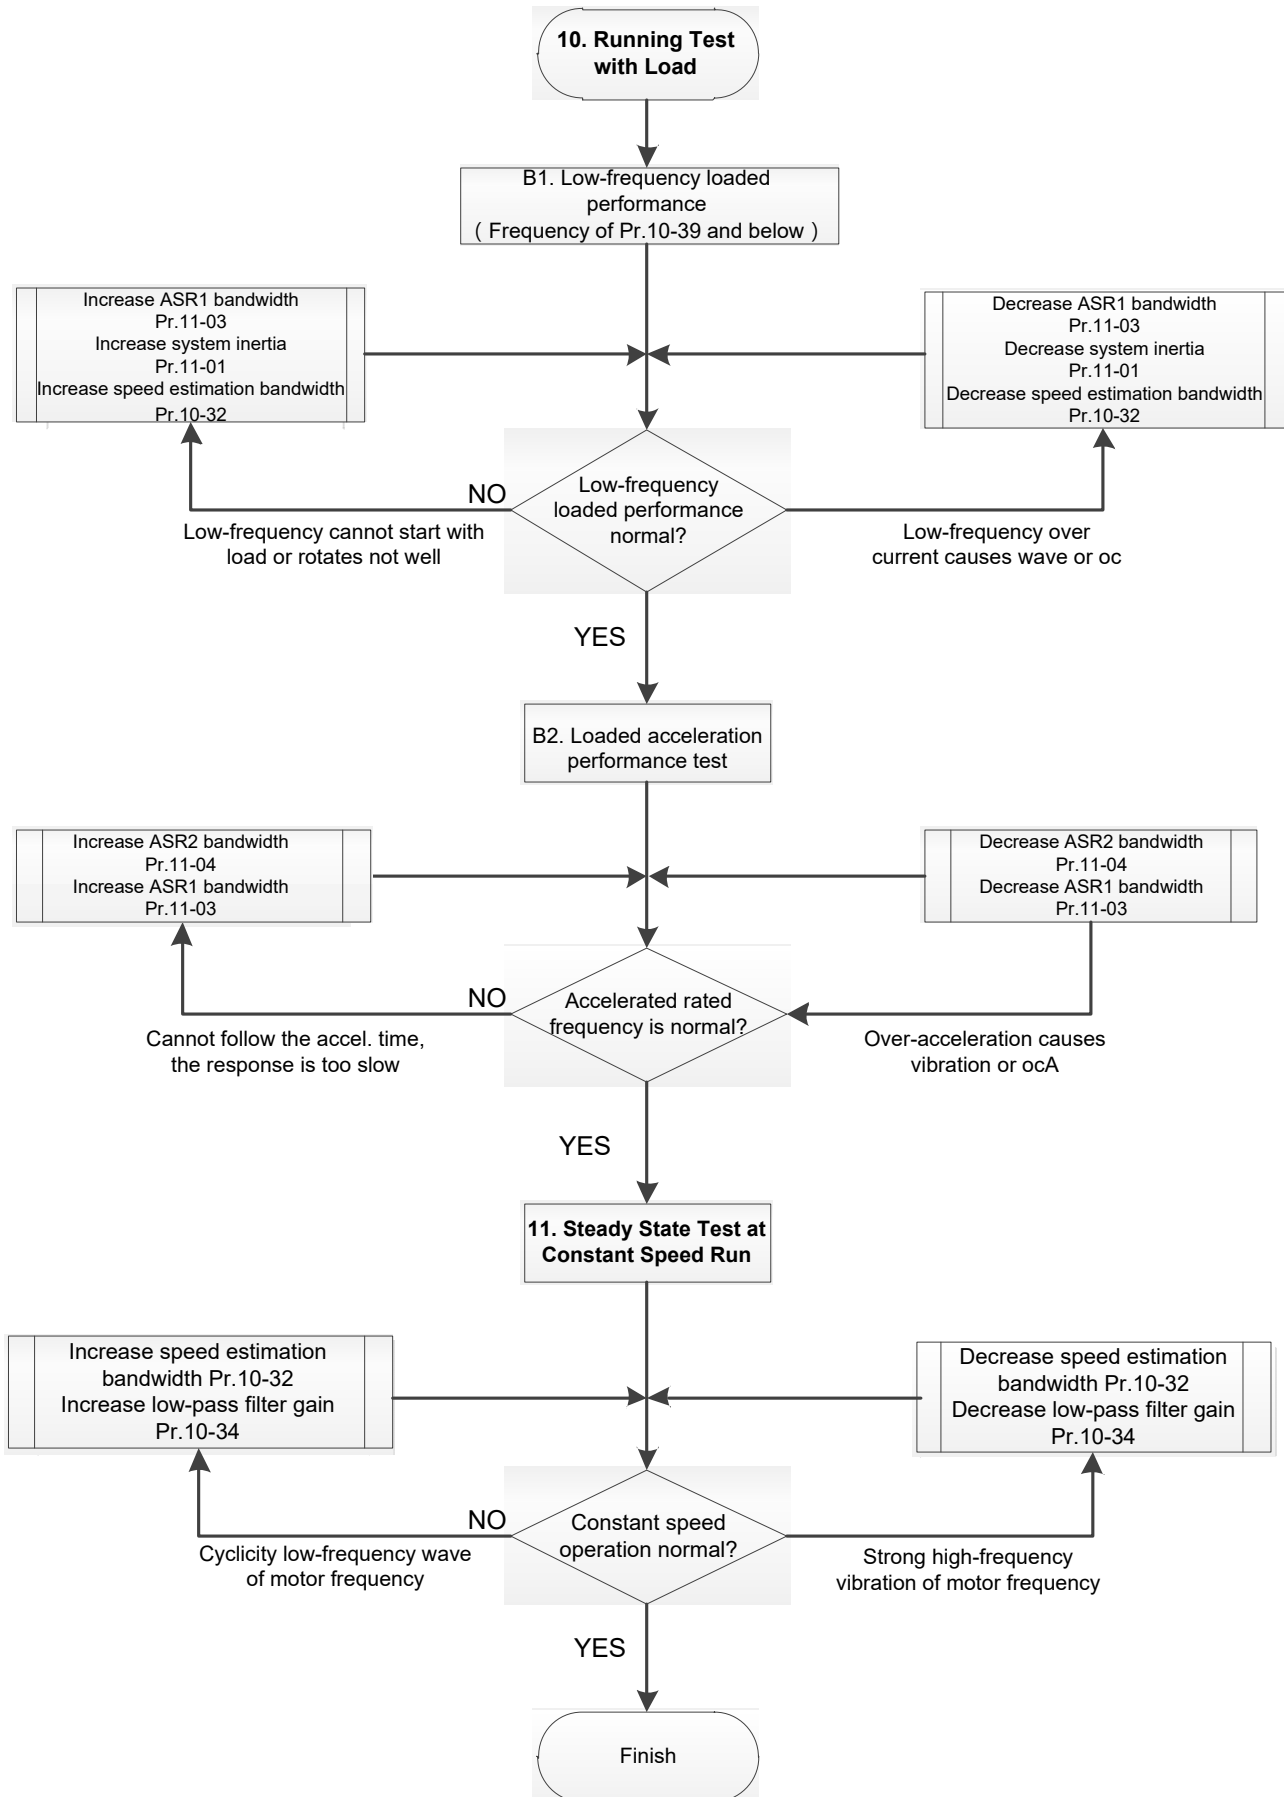 10. Running Test
with Load
B1. Low-frequency loaded
performance
( Frequency of Pr.10-39 and below )
Increase ASR1 bandwidth
Pr.11-03
Increase system inertia
Pr.11-01
Increase speed estimation bandwidth
Pr.10-32
Decrease ASR1 bandwidth
Pr.11-03
Decrease system inertia
Pr.11-01
Decrease speed estimation bandwidth
Pr.10-32
Low-frequency
loaded performance
normal?
NO
Low-frequency cannot start with
load or rotates not well
Low-frequency over
current causes wave or oc
YES
B2. Loaded acceleration
performance test
Increase ASR2 bandwidth
Pr.11-04
Increase ASR1 bandwidth
Pr.11-03
Decrease ASR2 bandwidth
Pr.11-04
Decrease ASR1 bandwidth
Pr.11-03
NO
Accelerated rated
frequency is normal?
Cannot follow the accel. time,
the response is too slow
Over-acceleration causes
vibration or ocA
YES
11. Steady State Test at
Constant Speed Run
Increase speed estimation
bandwidth Pr.10-32
Increase low-pass filter gain
Pr.10-34
Decrease speed estimation
bandwidth Pr.10-32
Decrease low-pass filter gain
Pr.10-34
NO
Constant speed
operation normal?
Cyclicity low-frequency wave
of motor frequency
Strong high-frequency
vibration of motor frequency
YES
Finish